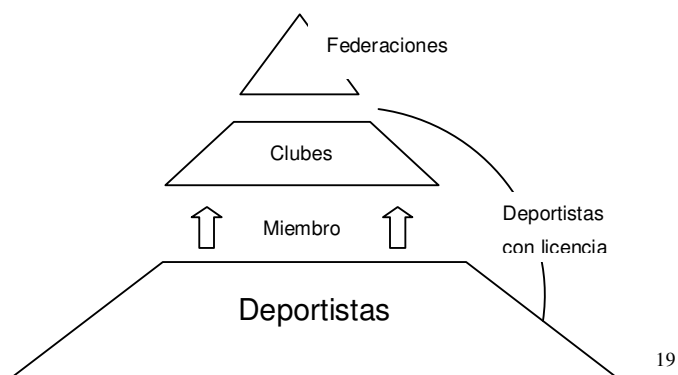 Federaciones
Clubes
Miembro
Deportistas
con licencia
Deportistas
19